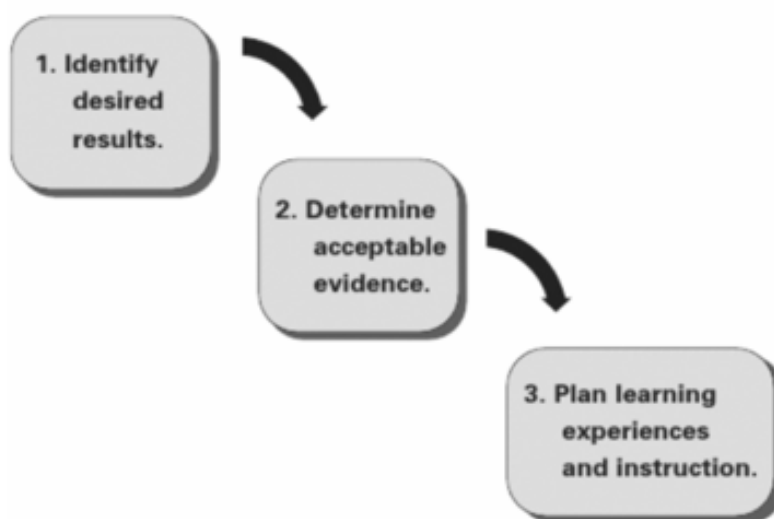 1. Identify
desired
results.
2. Determine
acceptable
evidence.
3. Plan learning
experiences
and instruction.